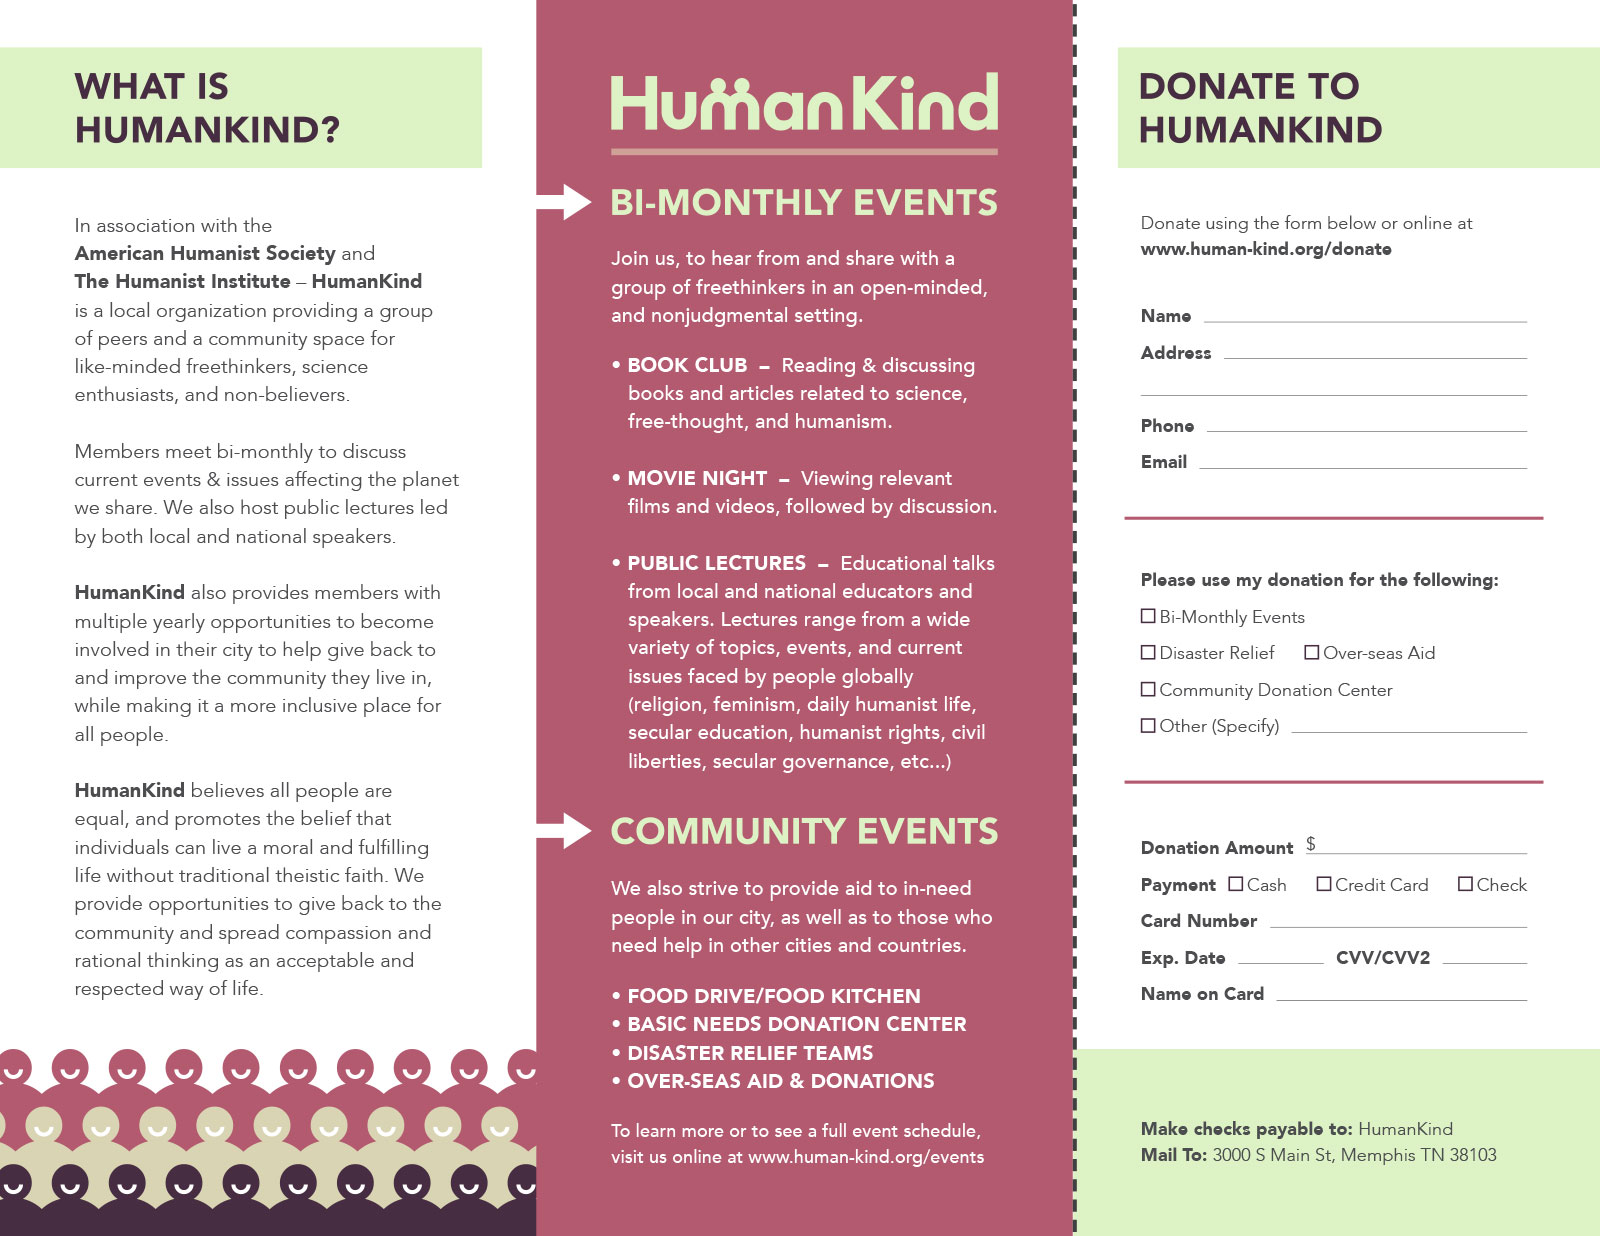 WHAT IS
HUMANKIND?
In association with the
American Humanist Society and
The Humanist Institute – HumanKind
is a local organization providing a group
of peers and a community space for
like-minded freethinkers, science
enthusiasts, and non-believers.
Members meet bi-monthly to discuss
current events & issues affecting the planet
we share. We also host public lectures led
by both local and national speakers.
HumanKind also provides members with
multiple yearly opportunities to become
involved in their city to help give back to
and improve the community they live in,
while making it a more inclusive place for
all people.
HumanKind believes all people are
equal, and promotes the belief that
individuals can live a moral and fulfilling
life without traditional theistic faith. We
provide opportunities to give back to the
community and spread compassion and
rational thinking as an acceptable and
respected way of life.
HumanKind
BI-MONTHLY EVENTS
Join us, to hear from and share with a
group of freethinkers in an open-minded,
and nonjudgmental setting.
• BOOK CLUB – Reading & discussing
books and articles related to science,
free-thought, and humanism.
• MOVIE NIGHT – Viewing relevant
films and videos, followed by discussion.
• PUBLIC LECTURES – Educational talks
from local and national educators and
speakers. Lectures range from a wide
variety of topics, events, and current
issues faced by people globally
(religion, feminism, daily humanist life,
secular education, humanist rights, civil
liberties, secular governance, etc...)
COMMUNITY EVENTS
We also strive to provide aid to in-need
people in our city, as well as to those who
need help in other cities and countries.
• FOOD DRIVE/FOOD KITCHEN
• BASIC NEEDS DONATION CENTER
• DISASTER RELIEF TEAMS
• OVER-SEAS AID & DONATIONS
To learn more or to see a full event schedule,
visit us online at www.human-kind.org/events
DONATE TO
HUMANKIND
Donate using the form below or online at
www.human-kind.org/donate
Name
Address
Phone
Email
Please use my donation for the following:
Bi-Monthly Events
Disaster Relief Over-seas Aid
Community Donation Center
Other (Specify)
Donation Amount $
Payment Cash Credit Card Check
Card Number
Exp. Date CVV/CVV2
Name on Card
Make checks payable to: HumanKind
Mail To: 3000 S Main St, Memphis TN 38103